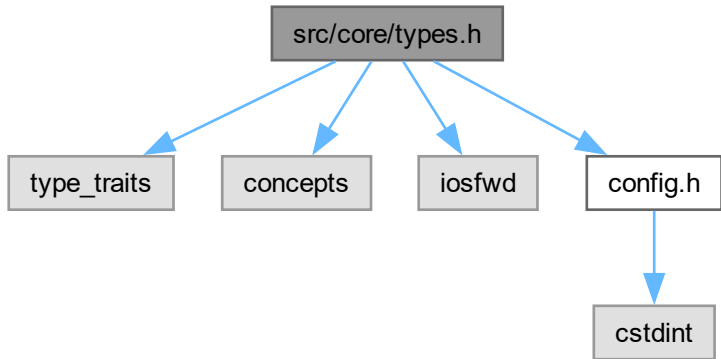 src/core/types.h
type_traits
concepts
iosfwd
config.h
cstdint